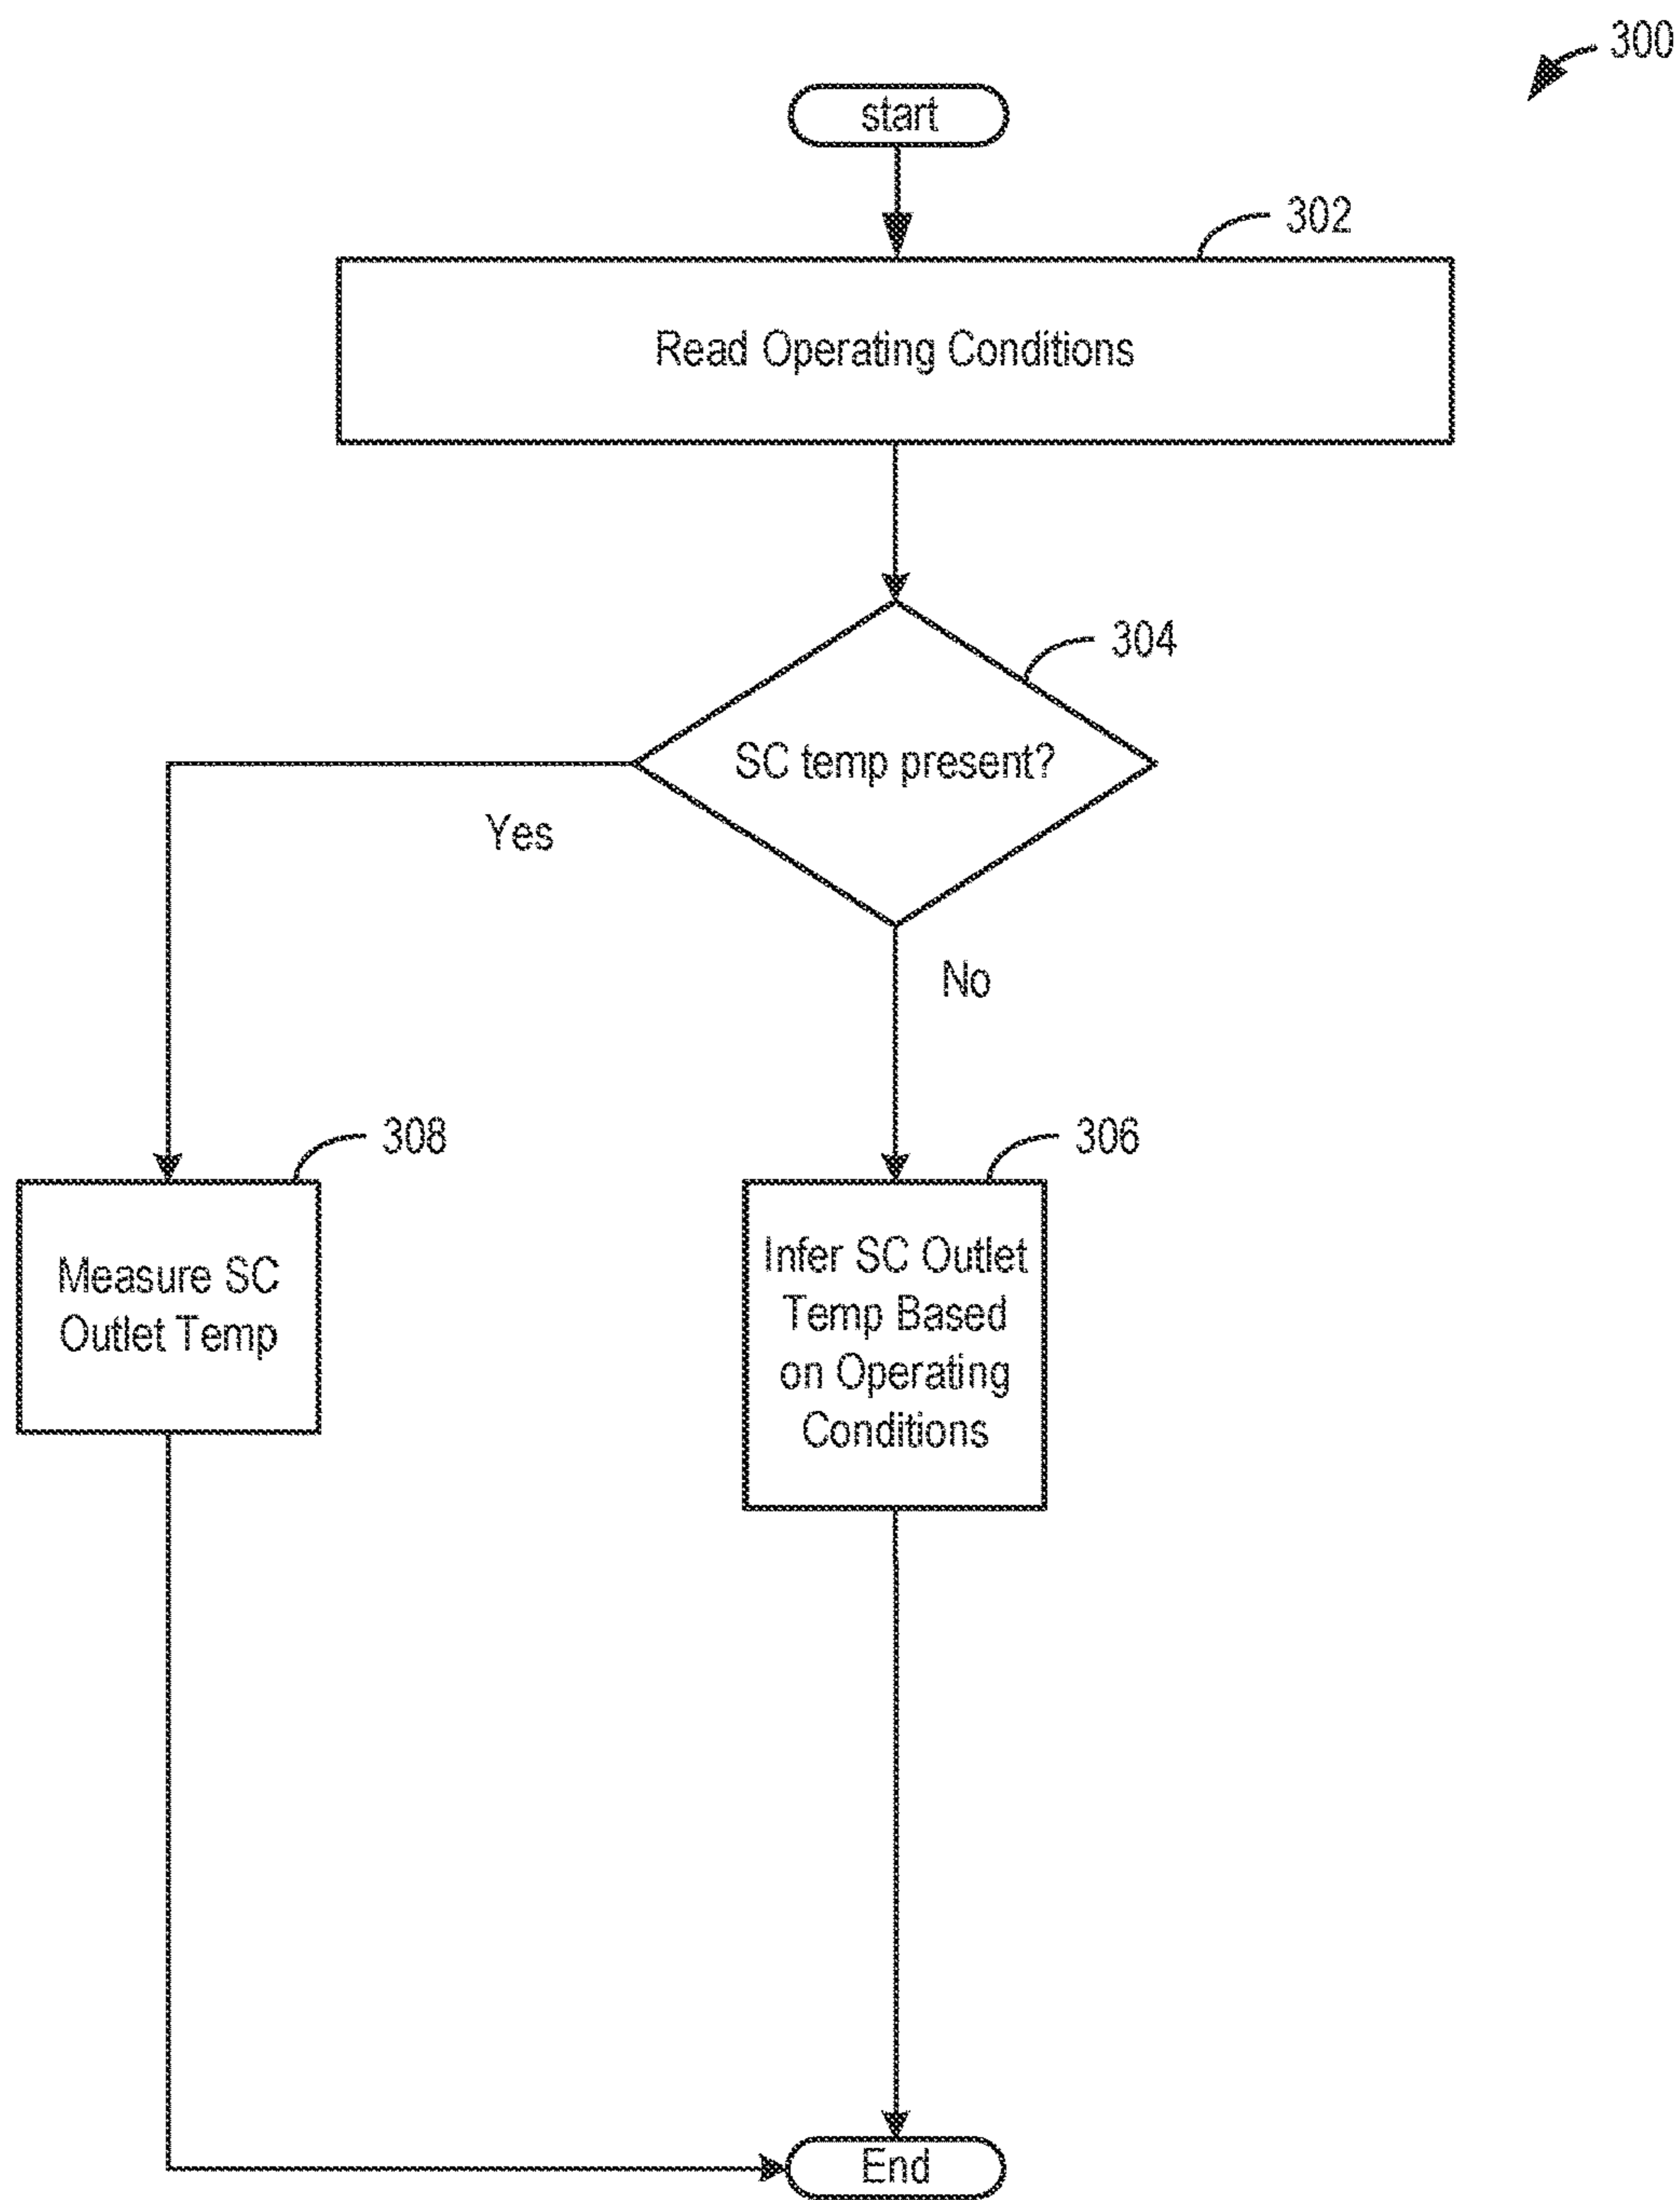 300
start
302
Read Operating Conditions
304
SC temp present?
Yes
No
308
306
Measure SC
Outlet Temp
Infer SC Outlet
Temp Based
on Operating
Conditions
End